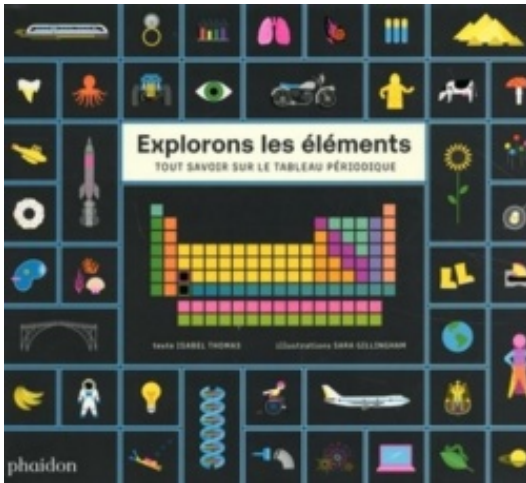 Explorons les éléments
TOUT SAVOIR SUR LE TABLEAU PÉRIODIQUE
texte ISABEL THOMAS illustrations SARA GILLINGHAM
phaidon